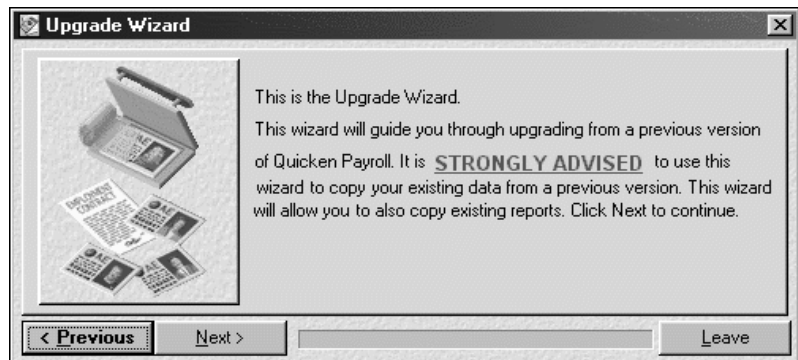 Upgrade Wizard
This is the Upgrade Wizard.
This wizard will guide you through upgrading from a previous version
of Quicken Payroll. It is STRONGLY ADVISED to use this
wizard to copy your existing data from a previous version. This wizard
will allow you to also copy existing reports. Click Next to continue.
EMPLOYMENT
CONTRACT
< Previous
Next >
Leave